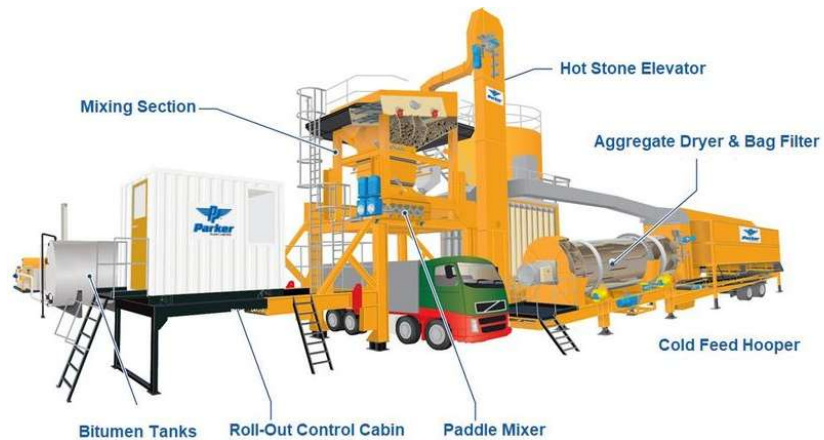 Hot Stone Elevator
Mixing Section
Aggregate Dryer & Bag Filter
Parker
Cold Feed Hooper
Bitumen Tanks
Roll-Out Control Cabin
Paddle Mixer